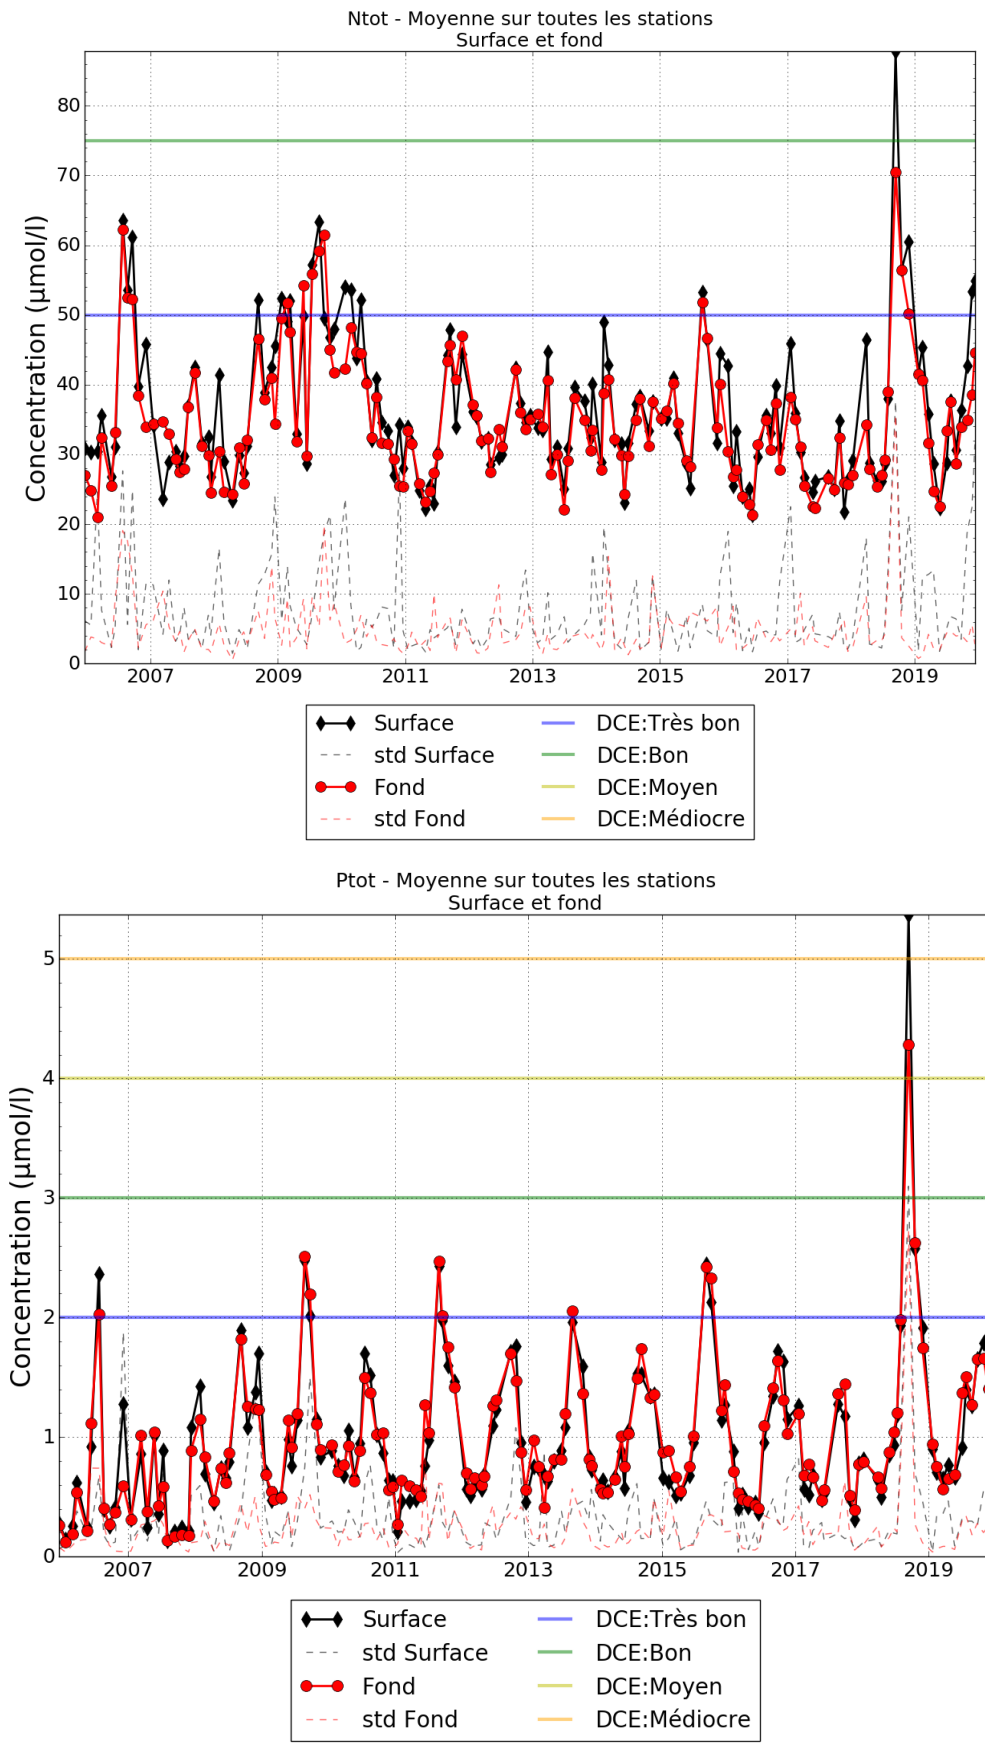 Ntot - Moyenne sur toutes les stations
Surface et fond
Concentration (µmol/l)
80
70
60
50
40
30
20
10
0
2007 2009 2011 2013 2015 2017 2019
Surface DCE:Très bon
std Surface DCE:Bon
Fond DCE:Moyen
std Fond DCE:Médiocre
Ptot - Moyenne sur toutes les stations
Surface et fond
Concentration (µmol/l)
5
4
3
2
1
0
2007 2009 2011 2013 2015 2017 2019
Surface DCE:Très bon
std Surface DCE:Bon
Fond DCE:Moyen
std Fond DCE:Médiocre